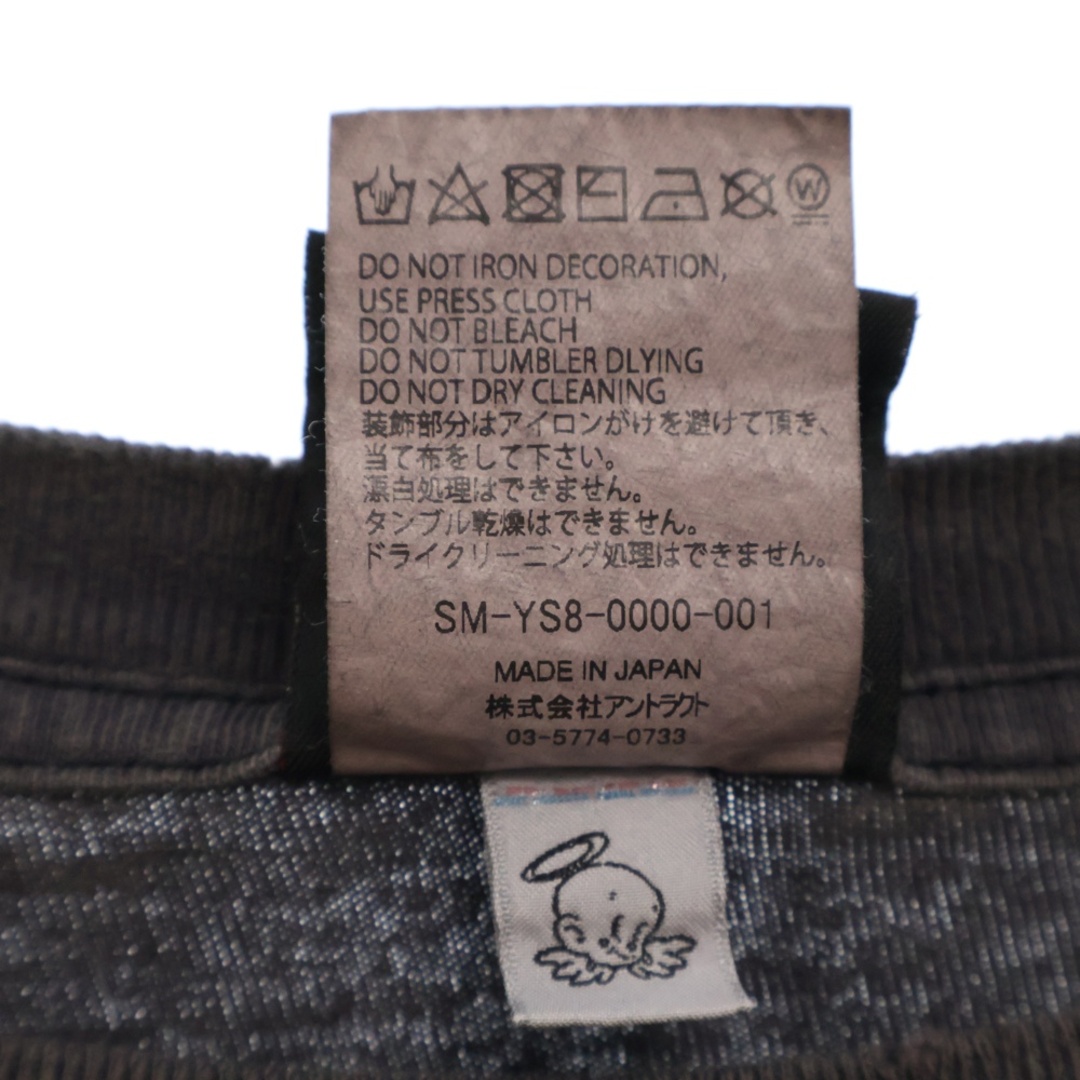 W
DO NOT IRON DECORATION,
USE PRESS CLOTH
DO NOT BLEACH
DO NOT TUMBLER DLYING
DO NOT DRY CLEANING
装飾部分はアイロンがけを避けて頂き、
当て布をして下さい。
漂白処理はできません。
タンブル乾燥はできません。
ドライクリーニング処理はできません。
SM-YS8-0000-001
MADE IN JAPAN
株式会社アントラクト
03-5774-0733